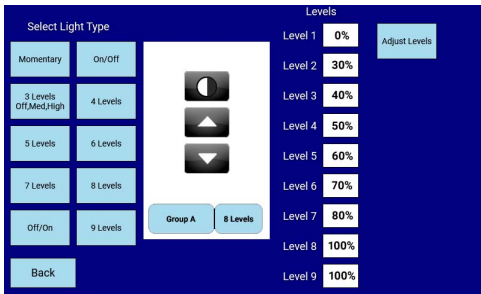 Levels
Select Light Type
Level 1 0%
Adjust Levels
Momentary On/Off
Level 2 30%
3 Levels
Off,Med,High
4 Levels
Level 3 40%
Level 4 50%
5 Levels 6 Levels
Level 5 60%
7 Levels 8 Levels
Level 6 70%
Off/On 9 Levels
Group A 8 Levels
Level 7 80%
Level 8 100%
Back
Level 9 100%